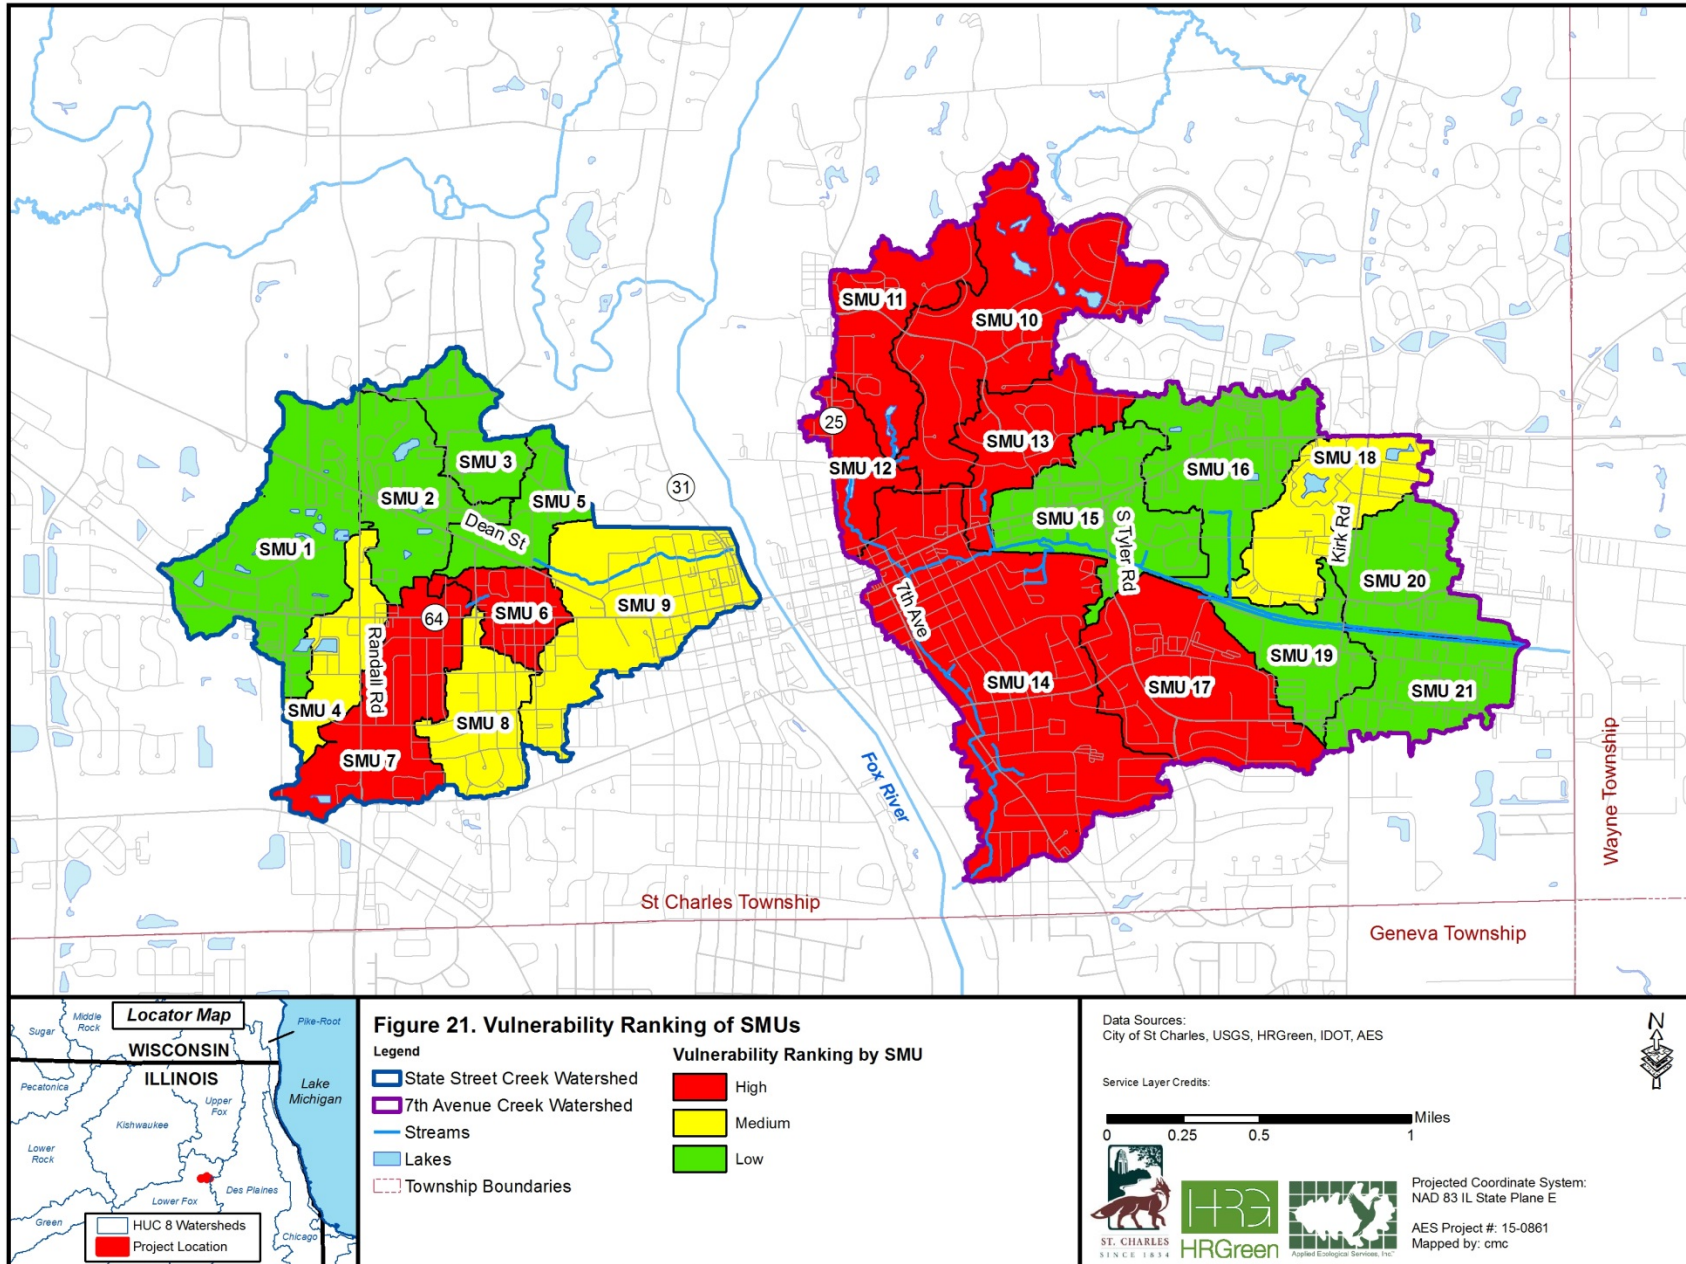 SMU 11
SMU 10
25
SMU 13
SMU 12
SMU 3
SMU 2
SMU 5
31
SMU 16
SMU 18
SMU 15
S Tyler Rd
Kirk Rd
Dean St
SMU 1
SMU 20
SMU 6
SMU 9
64
7th Ave
Randall Rd
SMU 19
SMU 14
SMU 17
SMU 21
SMU 4
SMU 8
SMU 7
Fox River
Wayne Township
St Charles Township
Geneva Township
Locator Map
Sugar
Middle
Rock
Pike-Root
WISCONSIN
ILLINOIS
Pecatonica
Lake
Michigan
Upper
Fox
Kishwaukee
Lower
Rock
Des Plaines
Lower Fox
Green
Chicago
HUC 8 Watersheds
Project Location
Figure 21. Vulnerability Ranking of SMUs
Legend
State Street Creek Watershed
7th Avenue Creek Watershed
Streams
Lakes
Township Boundaries
Vulnerability Ranking by SMU
High
Medium
Low
Data Sources:
City of St Charles, USGS, HRGreen, IDOT, AES
N
Service Layer Credits:
Miles
0 0.25 0.5 1
ST. CHARLES
SINCE 1834
HRG
HRGreen
Applied Ecological Services, Inc.
Projected Coordinate System:
NAD 83 IL State Plane E
AES Project #: 15-0861
Mapped by: cmc